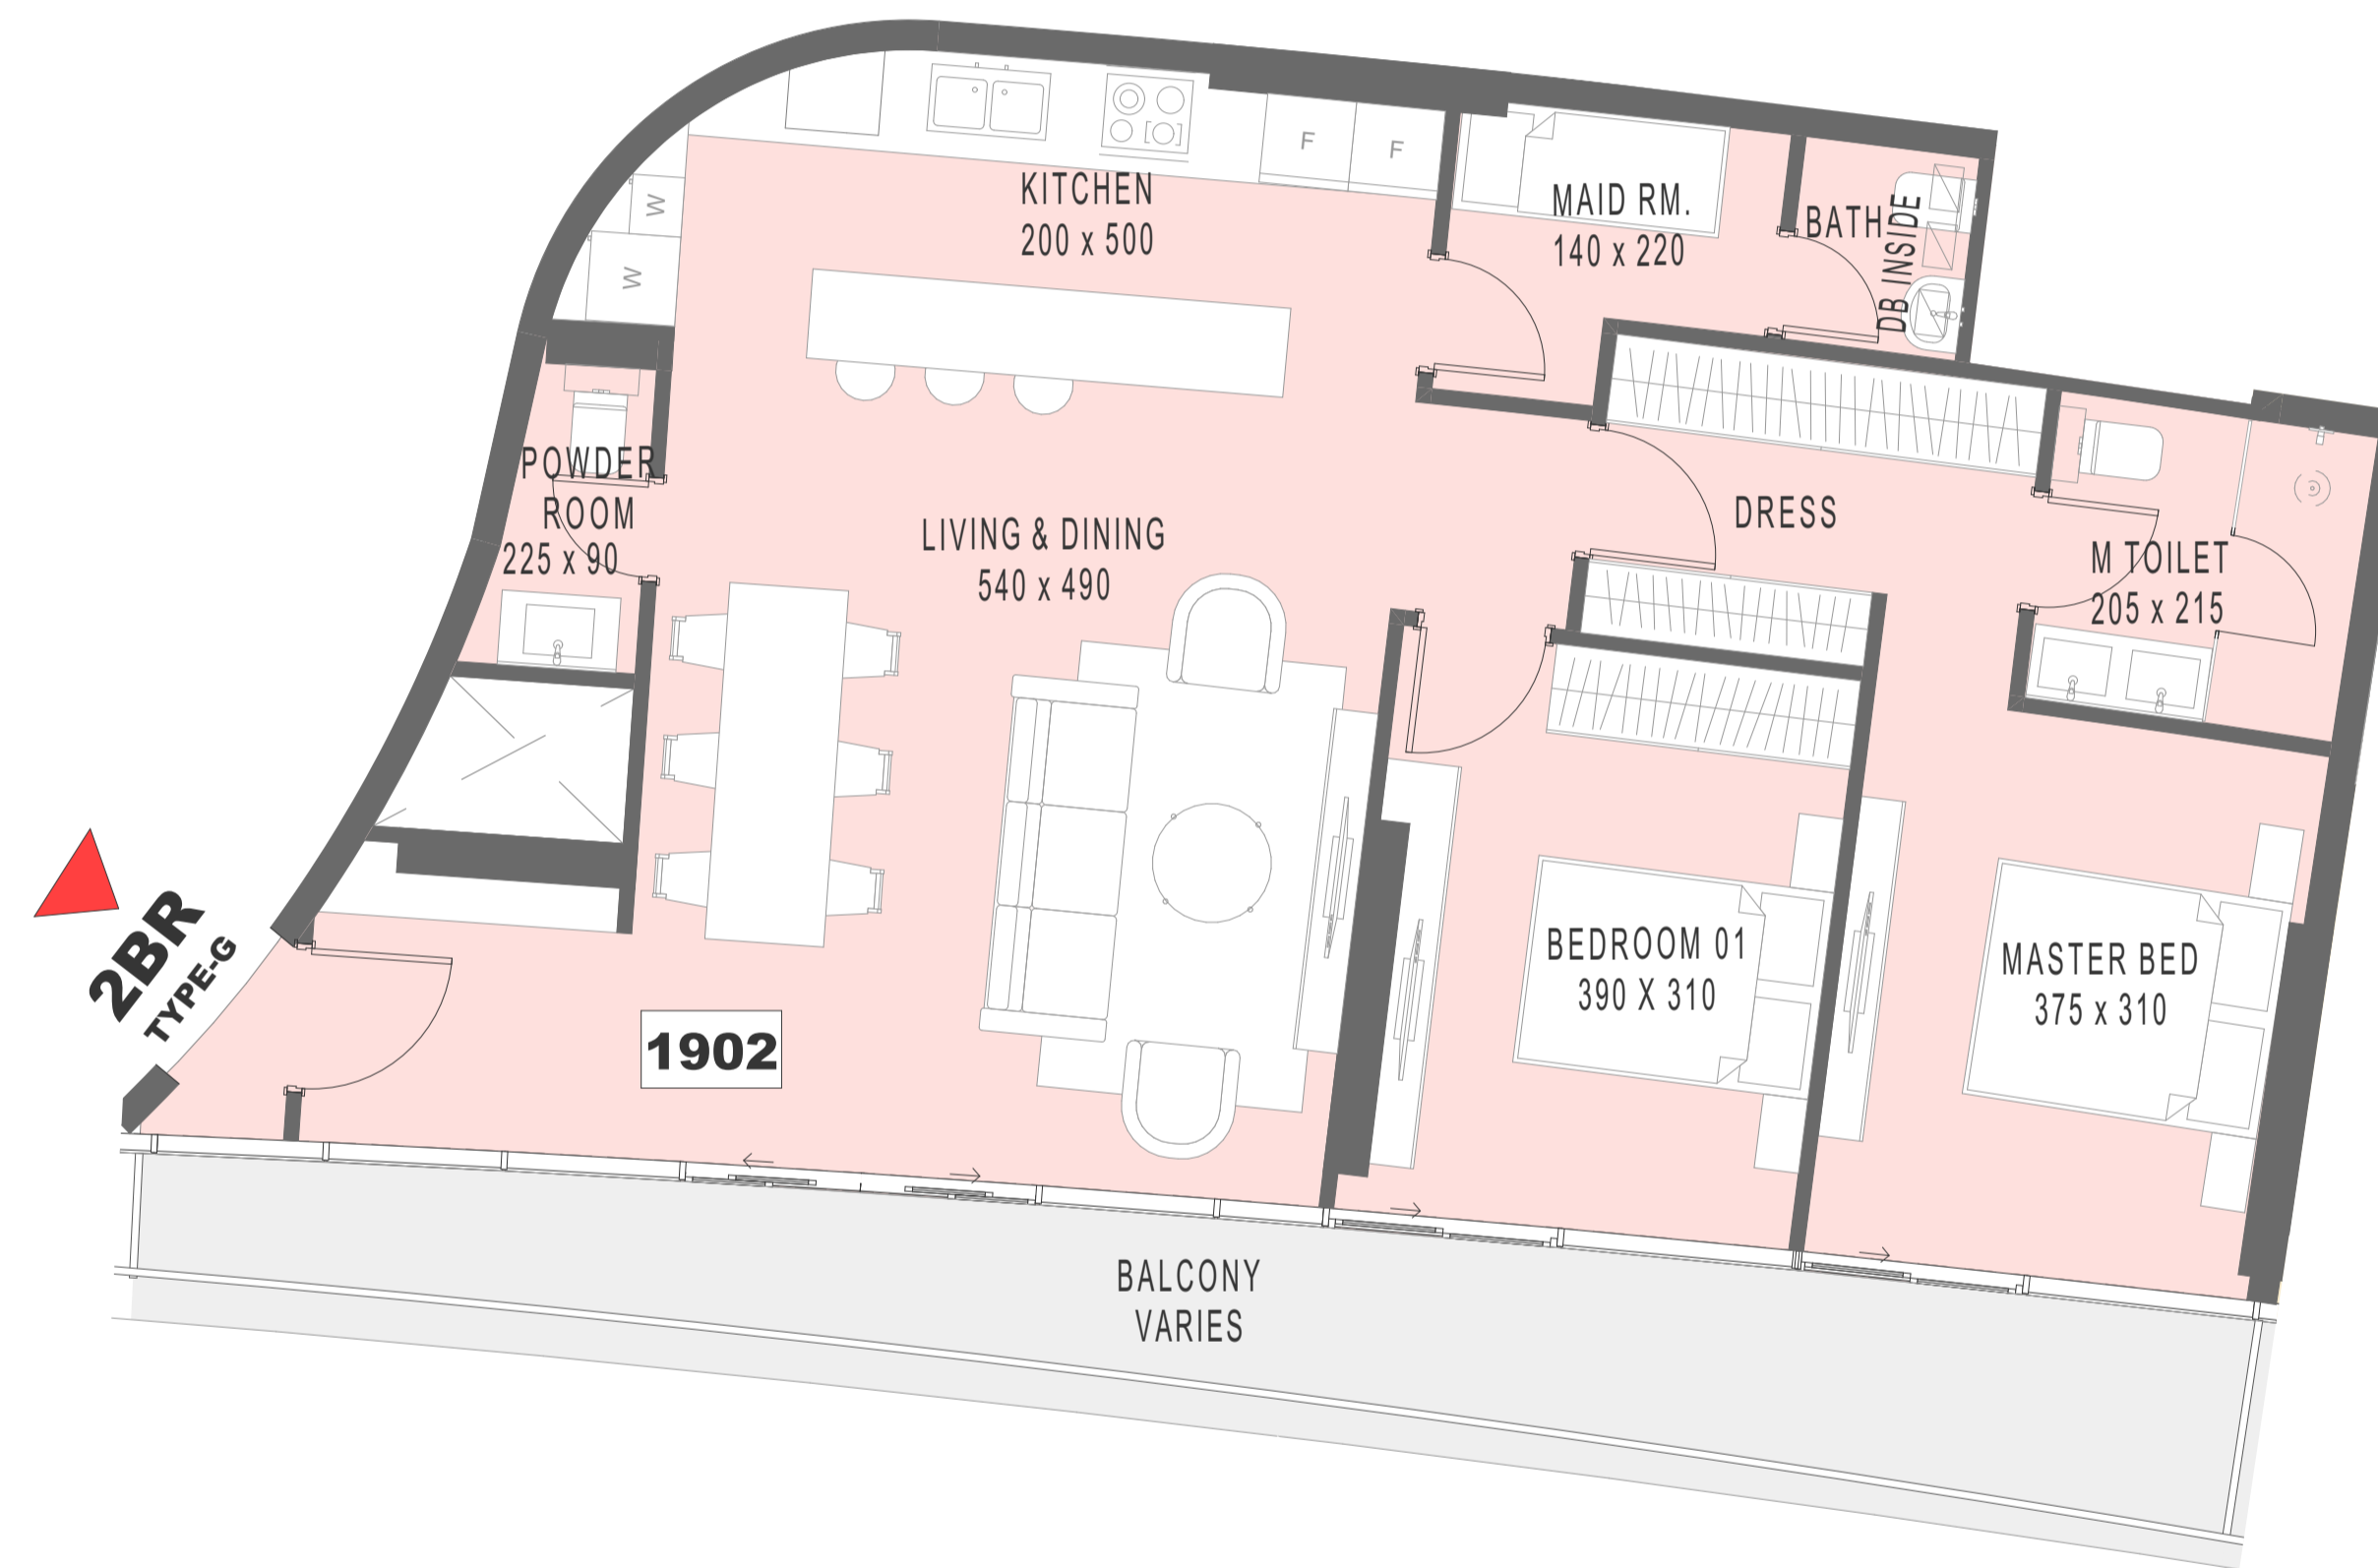 KITCHEN
200 x 500
F
F
MAID RM.
140 x 220
BATH
DB INSIDE
W
W
POWDER
ROOM
225 x 90
LIVING & DINING
540 x 490
DRESS
M TOILET
205 x 215
BEDROOM 01
390 X 310
MASTER BED
375 x 310
2BR
TYPE-G
1902
BALCONY
VARIES